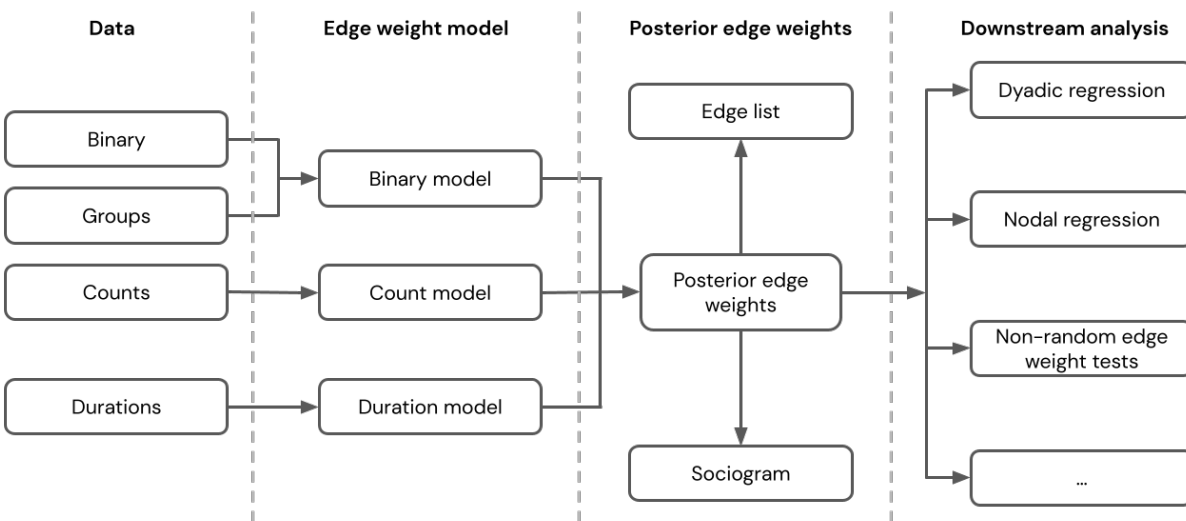 Data
Edge weight model
Posterior edge weights
Downstream analysis
Binary
Groups
Counts
Durations
Binary model
Count model
Duration model
Edge list
Posterior edge
weights
Sociogram
Dyadic regression
Nodal regression
Non-random edge
weight tests
...